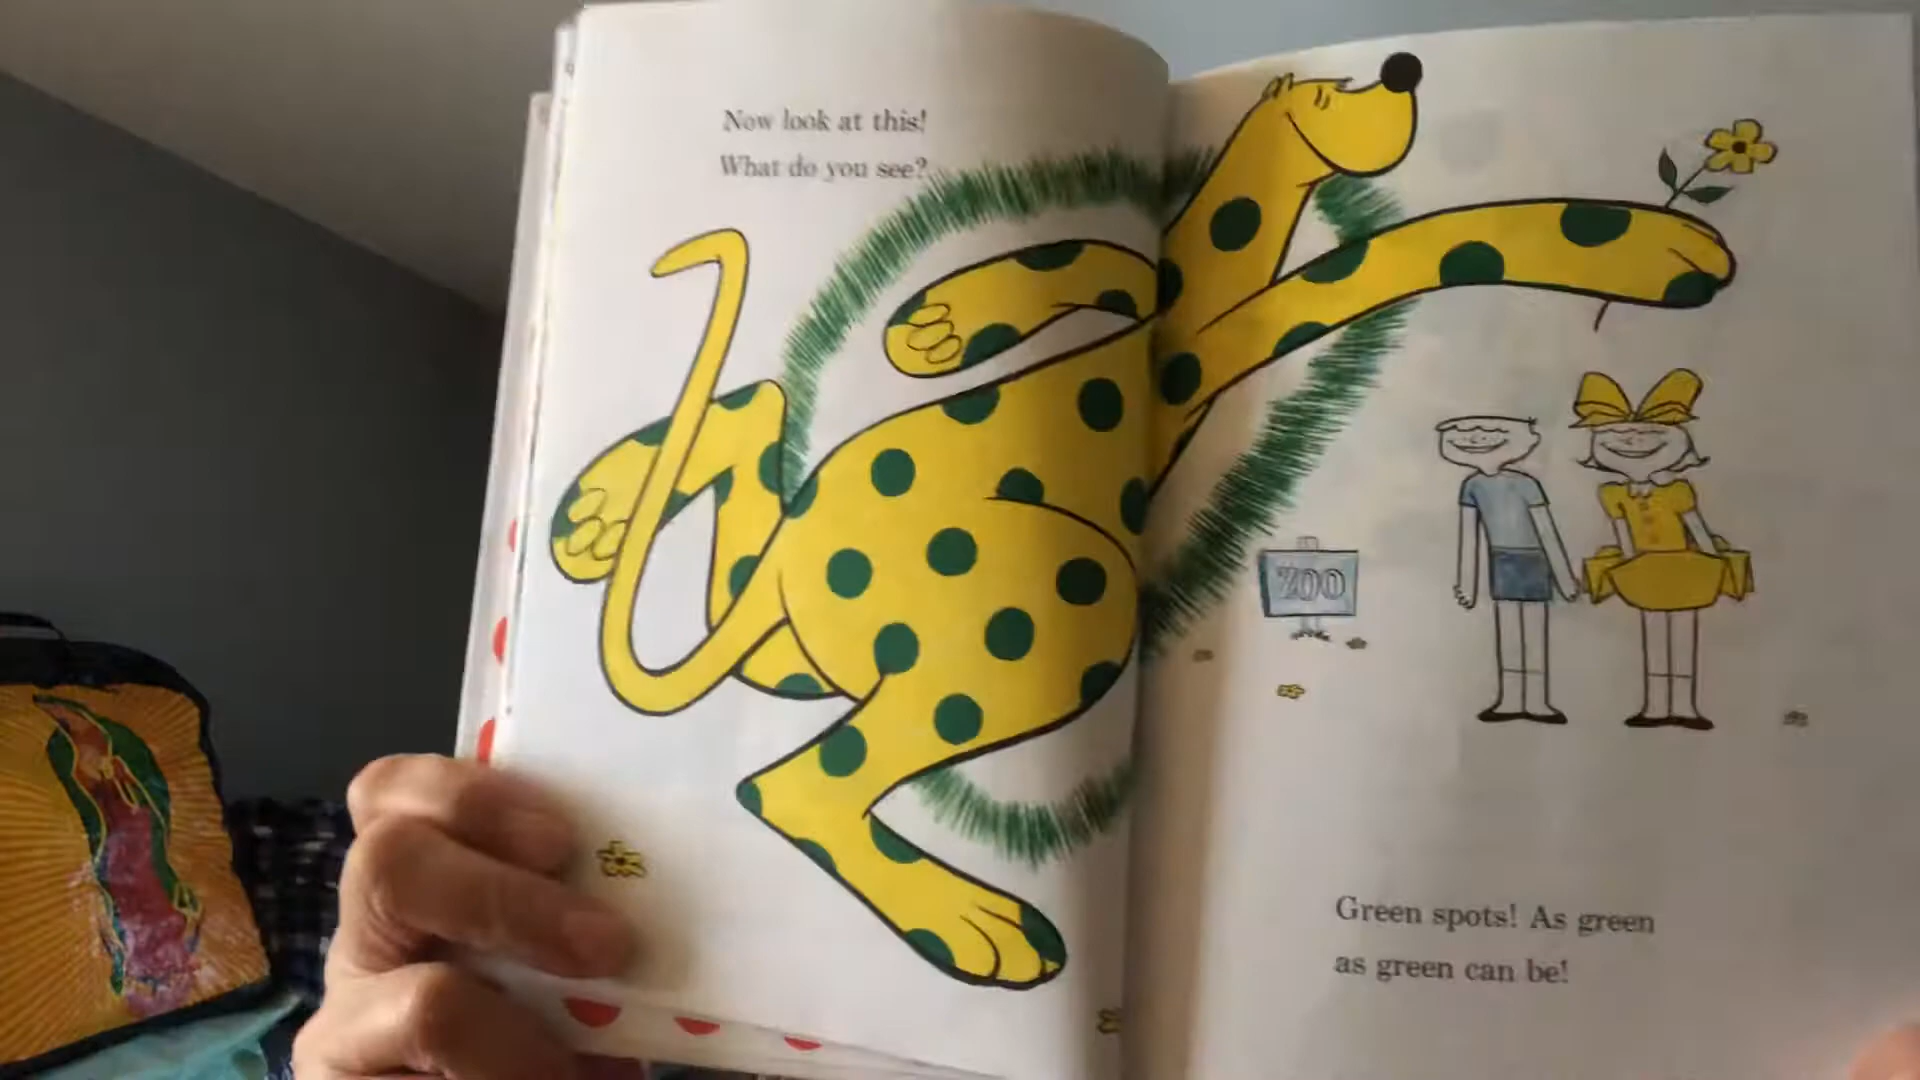 Now look at this!
What do you see?
ZOO
Green spots! As green
as green can be!